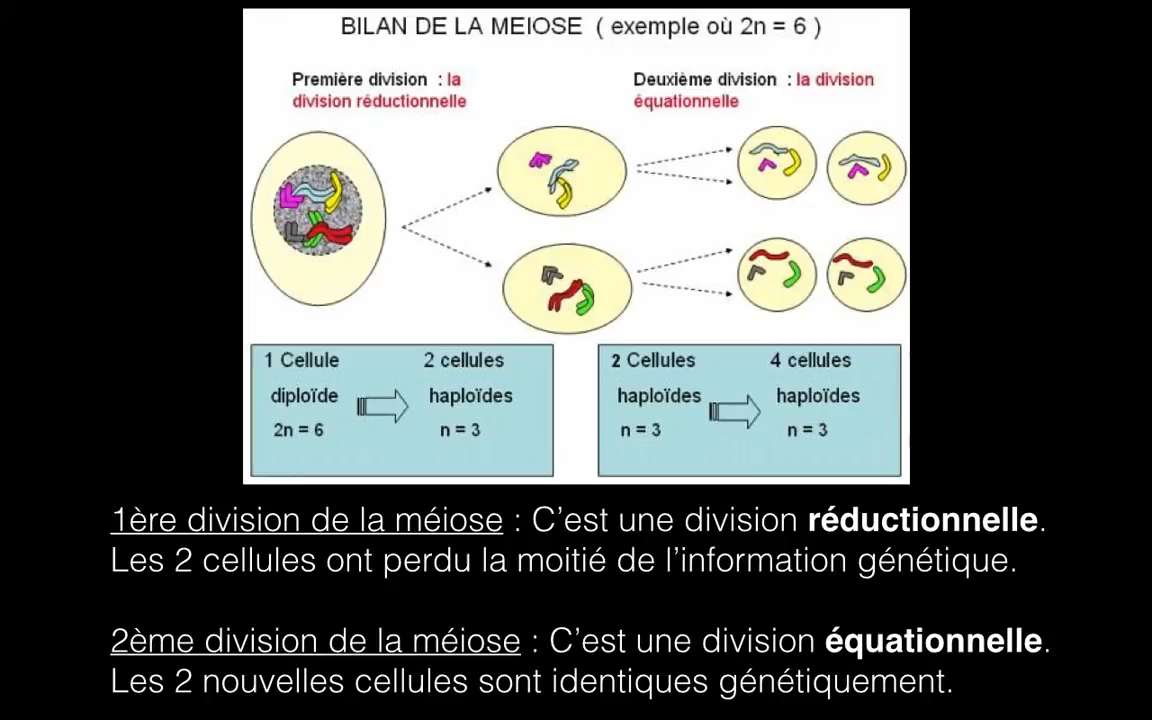 BILAN DE LA MEIOSE ( exemple où 2n = 6 )
Première division : la
division réductionnelle
Deuxième division : la division
équationnelle
1 Cellule 2 cellules
diploïde haploïdes
2n = 6 n = 3
2 Cellules 4 cellules
haploïdes haploïdes
n = 3 n = 3
1ère division de la méiose : C’est une division réductionnelle.
Les 2 cellules ont perdu la moitié de l’information génétique.
2ème division de la méiose : C’est une division équationnelle.
Les 2 nouvelles cellules sont identiques génétiquement.